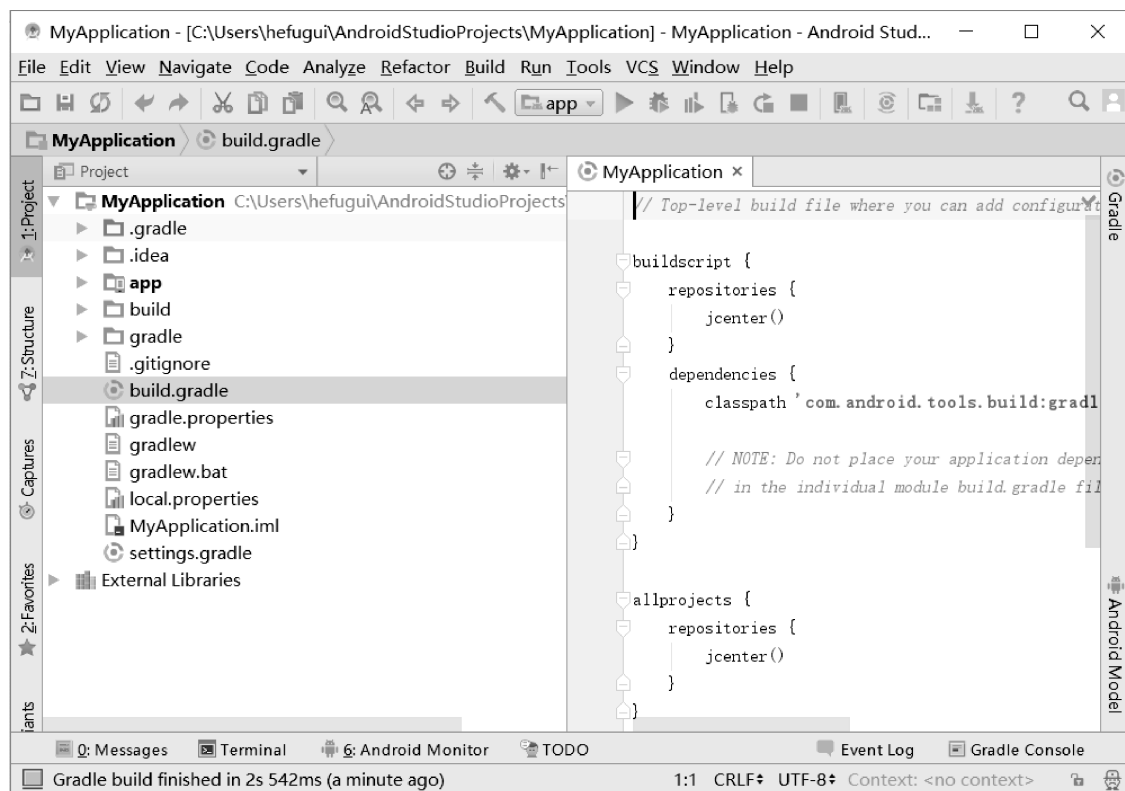 MyApplication - [C:\Users\hefugui\AndroidStudioProjects\MyApplication] - MyApplication - Android Stud...
File Edit View Navigate Code Analyze Refactor Build Run Tools VCS Window Help
app
MyApplication build.gradle
Project
MyApplication ×
1: Project
7: Structure
Captures
2: Favorites
iants
MyApplication C:\Users\hefugui\AndroidStudioProjects\
.gradle
.idea
app
build
gradle
.gitignore
build.gradle
gradle.properties
gradlew
gradlew.bat
local.properties
MyApplication.iml
settings.gradle
External Libraries
// Top-level build file where you can add configurat
buildscript {
repositories {
jcenter()
}
dependencies {
classpath 'com.android.tools.build:gradl
// NOTE: Do not place your application depen
// in the individual module build.gradle fil
}
}
allprojects {
repositories {
jcenter()
}
}
Gradle
Android Model
0: Messages Terminal 6: Android Monitor TODO Event Log Gradle Console
Gradle build finished in 2s 542ms (a minute ago) 1:1 CRLF UTF-8 Context: <no context>